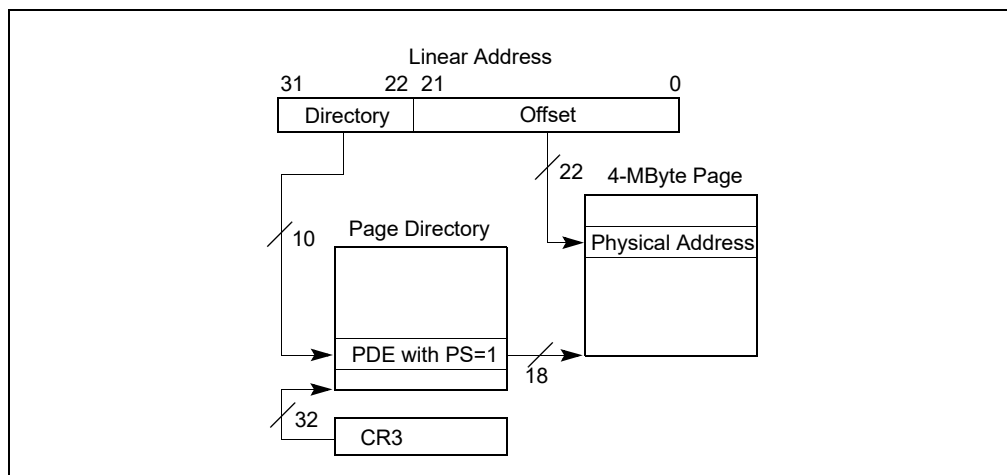 Linear Address
31 22 21 0
Directory Offset
22
4-MByte Page
10
Page Directory
Physical Address
PDE with PS=1
18
32
CR3